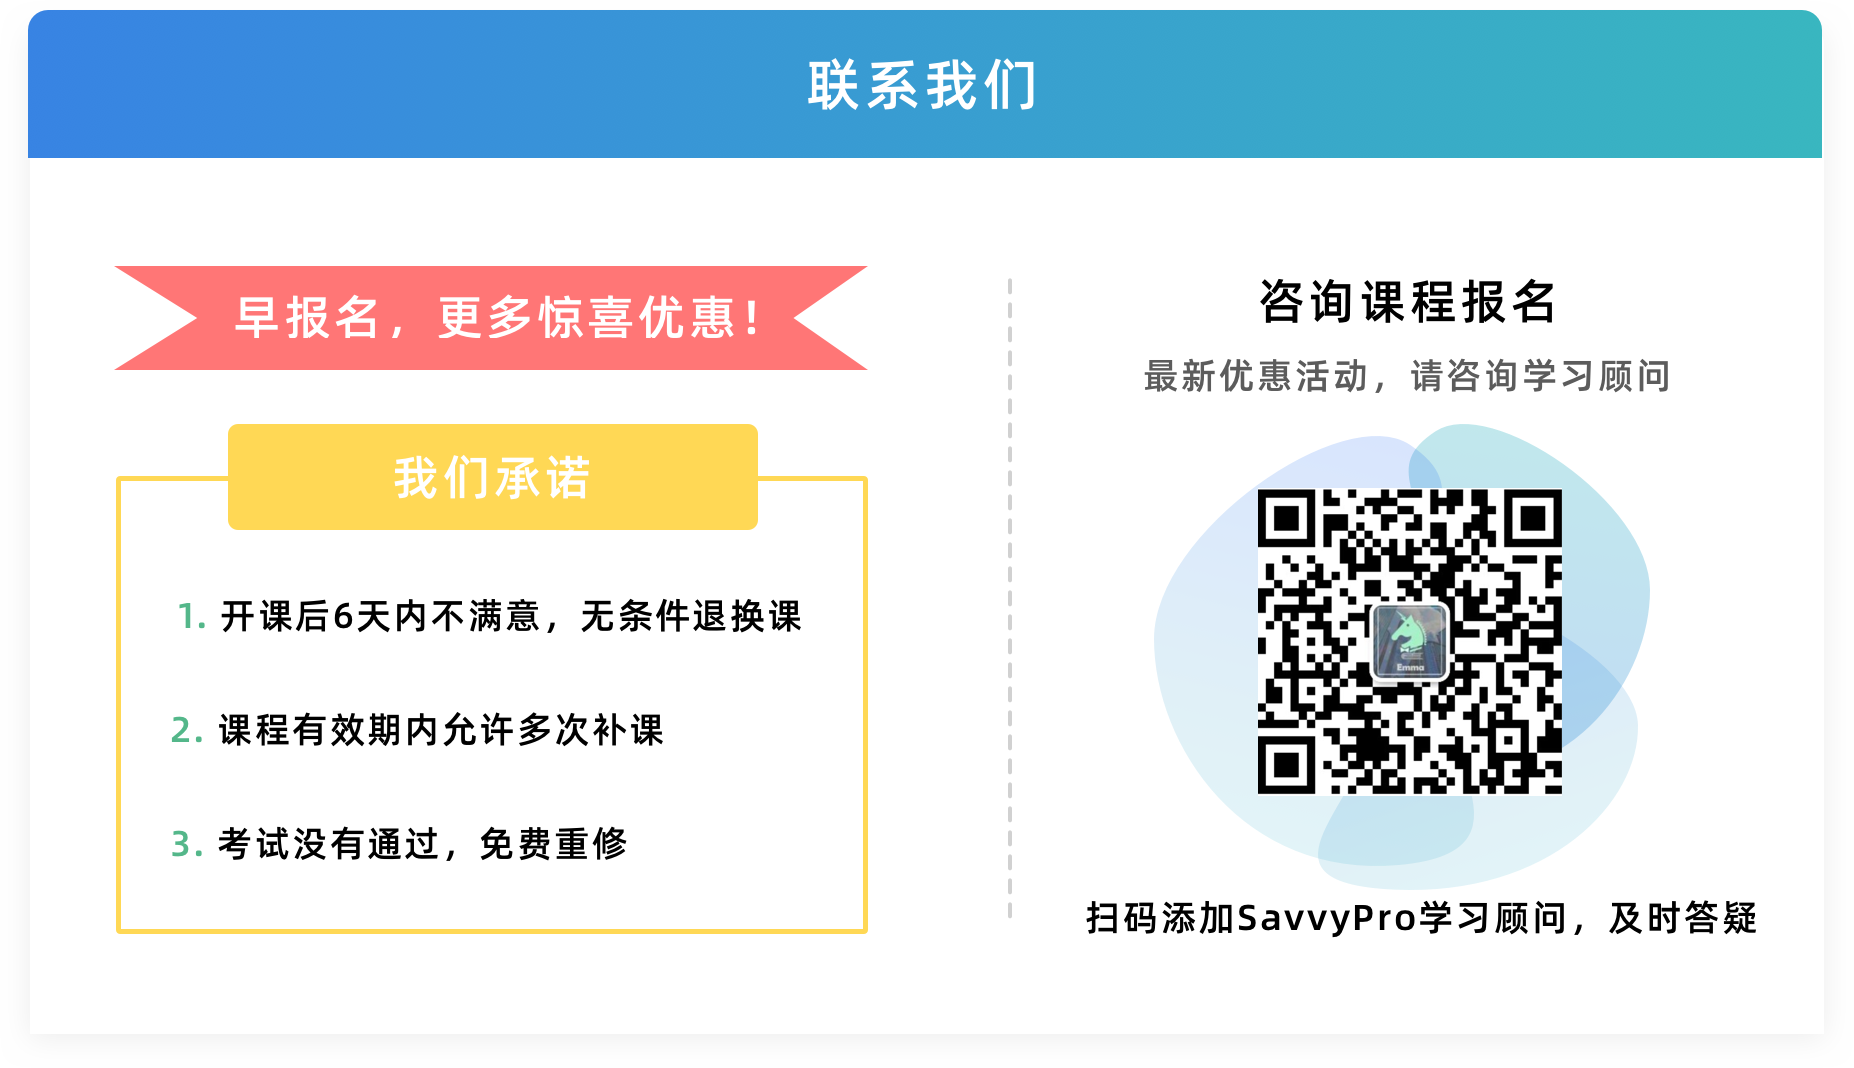 联系我们
早报名，更多惊喜优惠！
我们承诺
1. 开课后6天内不满意，无条件退换课
2. 课程有效期内允许多次补课
3. 考试没有通过，免费重修
咨询课程报名
最新优惠活动，请咨询学习顾问
Emma
扫码添加SavvyPro学习顾问，及时答疑